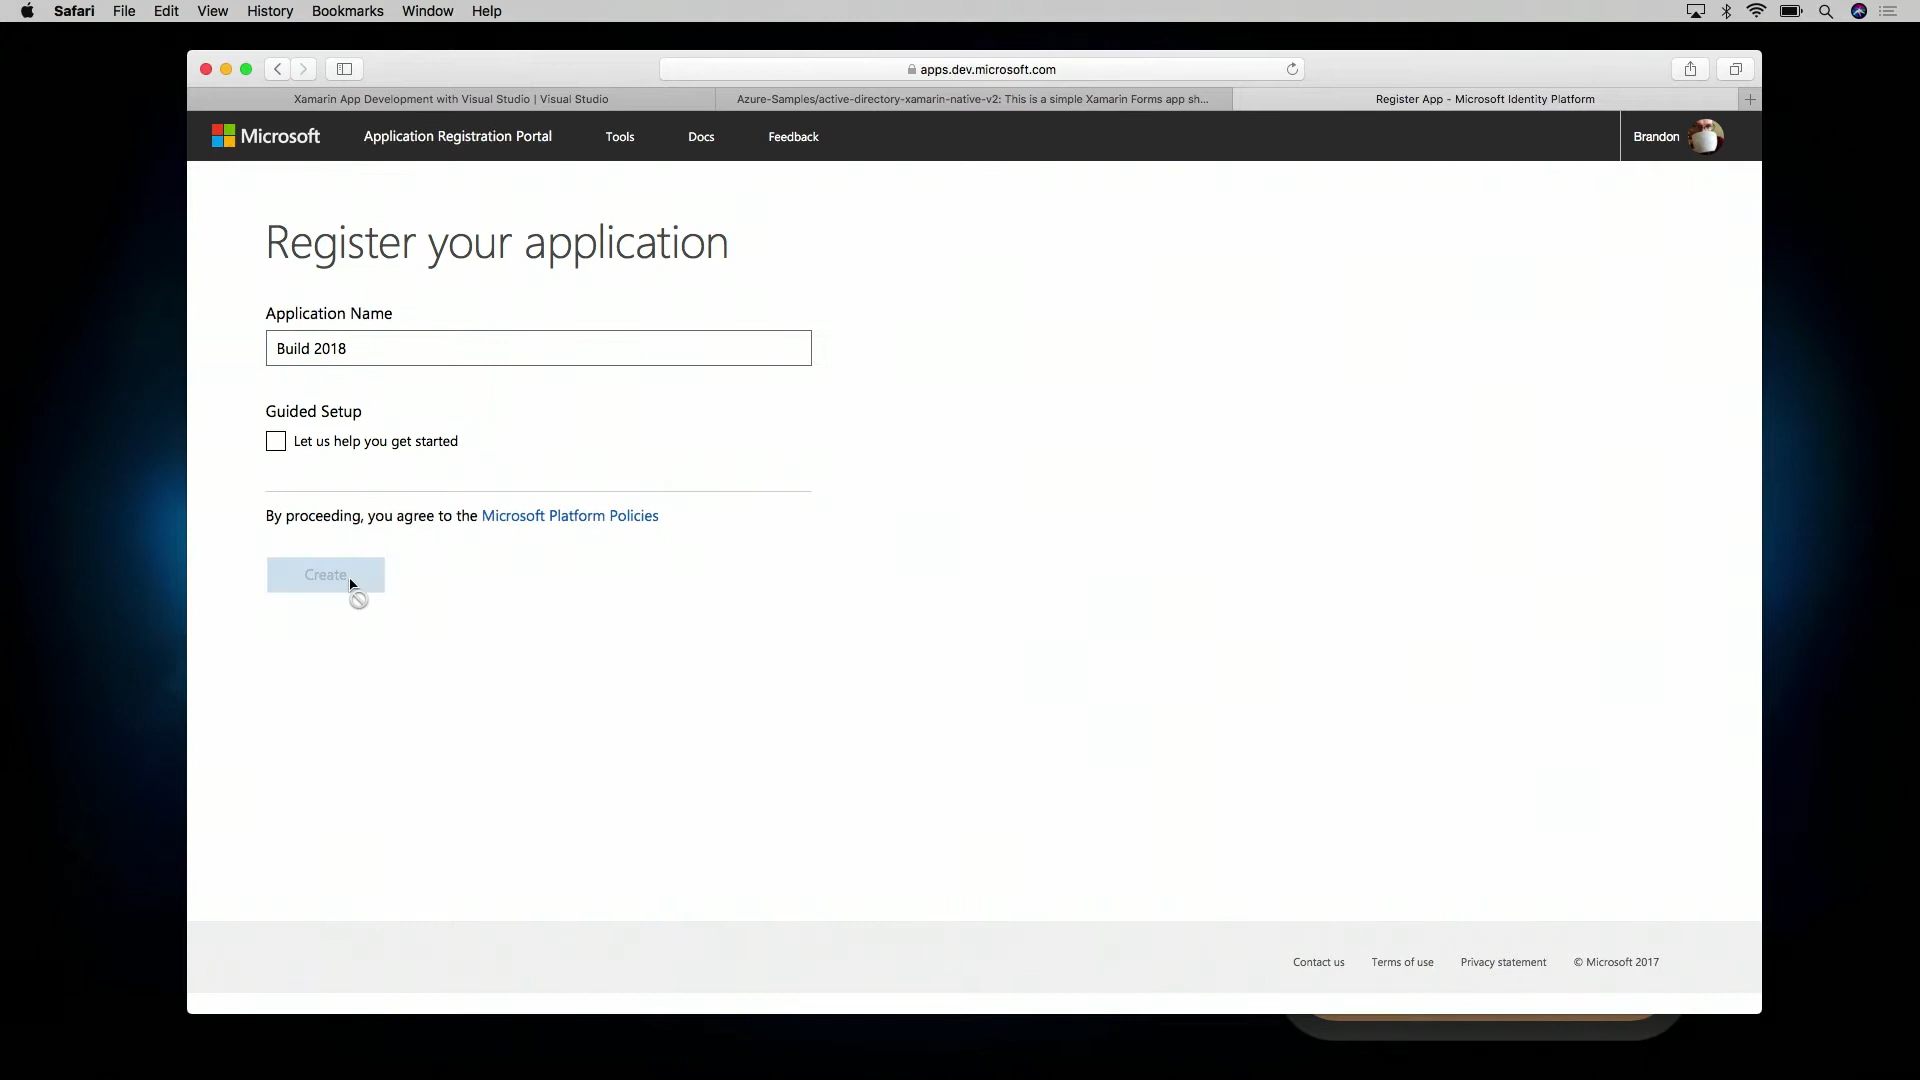 Safari File Edit View History Bookmarks Window Help
apps.dev.microsoft.com
Xamarin App Development with Visual Studio | Visual Studio
Azure-Samples/active-directory-xamarin-native-v2: This is a simple Xamarin Forms app sh...
Register App - Microsoft Identity Platform
Microsoft Application Registration Portal Tools Docs Feedback Brandon
Register your application
Application Name
Build 2018
Guided Setup
Let us help you get started
By proceeding, you agree to the Microsoft Platform Policies
Create
Contact us Terms of use Privacy statement © Microsoft 2017